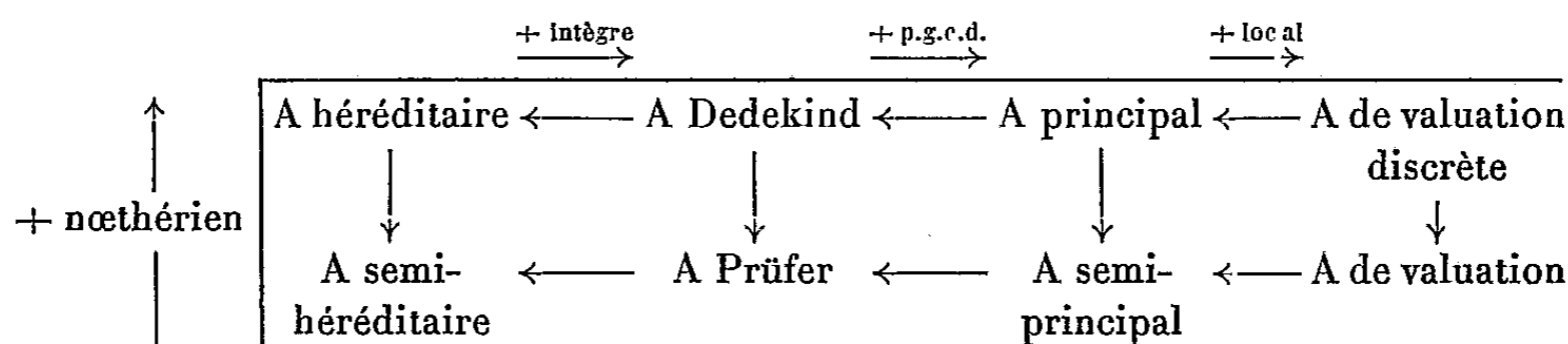 + intègre + p.g.c.d. + local
A héréditaire A Dedekind A principal A de valuation
discrète
+ nœthérien
A semi- A Prüfer A semi- A de valuation
héréditaire principal